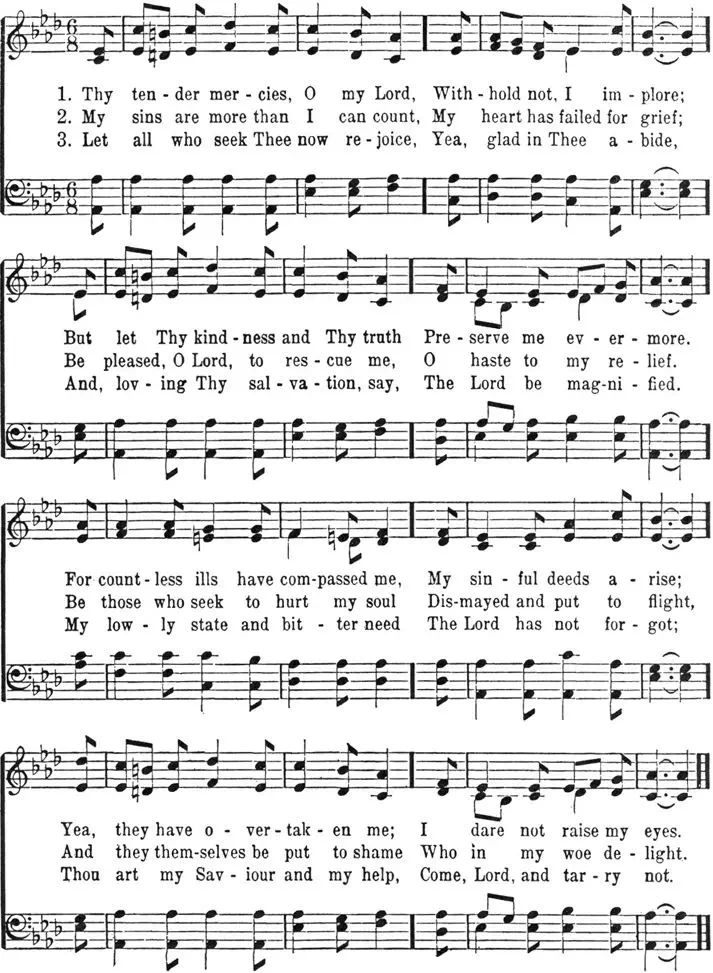 6
8
1. Thy ten - der mer - cies, O my Lord, With - hold not, I im - plore;
2. My sins are more than I can count, My heart has failed for grief;
3. Let all who seek Thee now re - joice, Yea, glad in Thee a - bide,
6
8
But let Thy kind - ness and Thy truth Pre - serve me ev - er - more.
Be pleased, O Lord, to res - cue me, O haste to my re - lief.
And, lov - ing Thy sal - va - tion, say, The Lord be mag - ni - fied.
For count - less ills have com - passed me, My sin - ful deeds a - rise;
Be those who seek to hurt my soul Dis - mayed and put to flight,
My low - ly state and bit - ter need The Lord has not for - got;
Yea, they have o - ver - tak - en me; I dare not raise my eyes.
And they them - selves be put to shame Who in my woe de - light.
Thou art my Sav - iour and my help, Come, Lord, and tar - ry not.